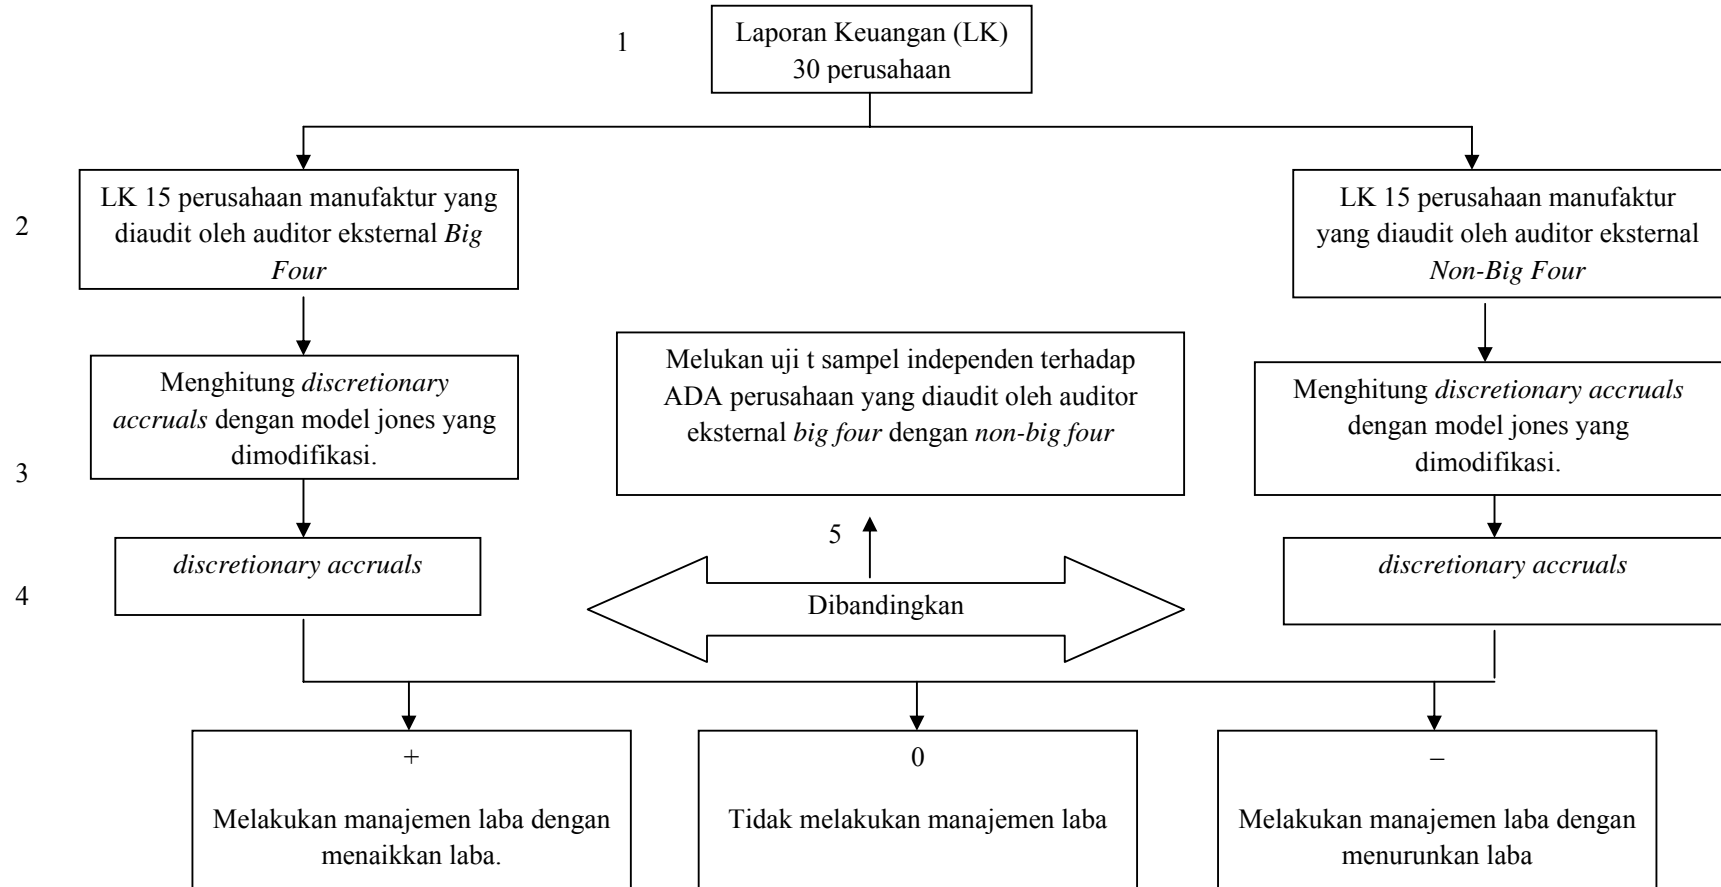 1
Laporan Keuangan (LK)
30 perusahaan
2
LK 15 perusahaan manufaktur yang
diaudit oleh auditor eksternal Big
Four
LK 15 perusahaan manufaktur
yang diaudit oleh auditor eksternal
Non-Big Four
3
Menghitung discretionary
accruals dengan model jones yang
dimodifikasi.
Melukan uji t sampel independen terhadap
ADA perusahaan yang diaudit oleh auditor
eksternal big four dengan non-big four
Menghitung discretionary accruals
dengan model jones yang
dimodifikasi.
4
discretionary accruals
5
Dibandingkan
discretionary accruals
+
Melakukan manajemen laba dengan
menaikkan laba.
0
Tidak melakukan manajemen laba
–
Melakukan manajemen laba dengan
menurunkan laba